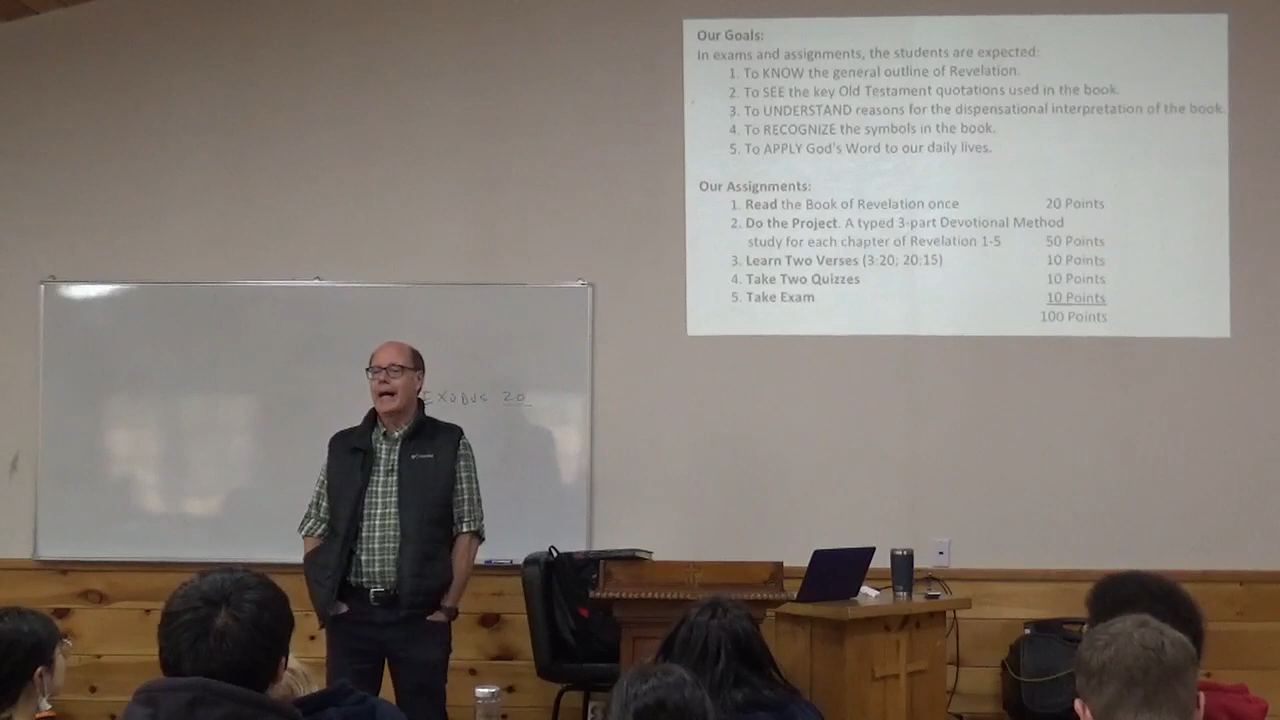 Our Goals:
In exams and assignments, the students are expected:
1. To KNOW the general outline of Revelation.
2. To SEE the key Old Testament quotations used in the book.
3. To UNDERSTAND reasons for the dispensational interpretation of the book.
4. To RECOGNIZE the symbols in the book.
5. To APPLY God's Word to our daily lives.
Our Assignments:
1. Read the Book of Revelation once 20 Points
2. Do the Project. A typed 3-part Devotional Method
study for each chapter of Revelation 1-5 50 Points
3. Learn Two Verses (3:20; 20:15) 10 Points
4. Take Two Quizzes 10 Points
5. Take Exam 10 Points
100 Points
EXODUS 20
Columbia